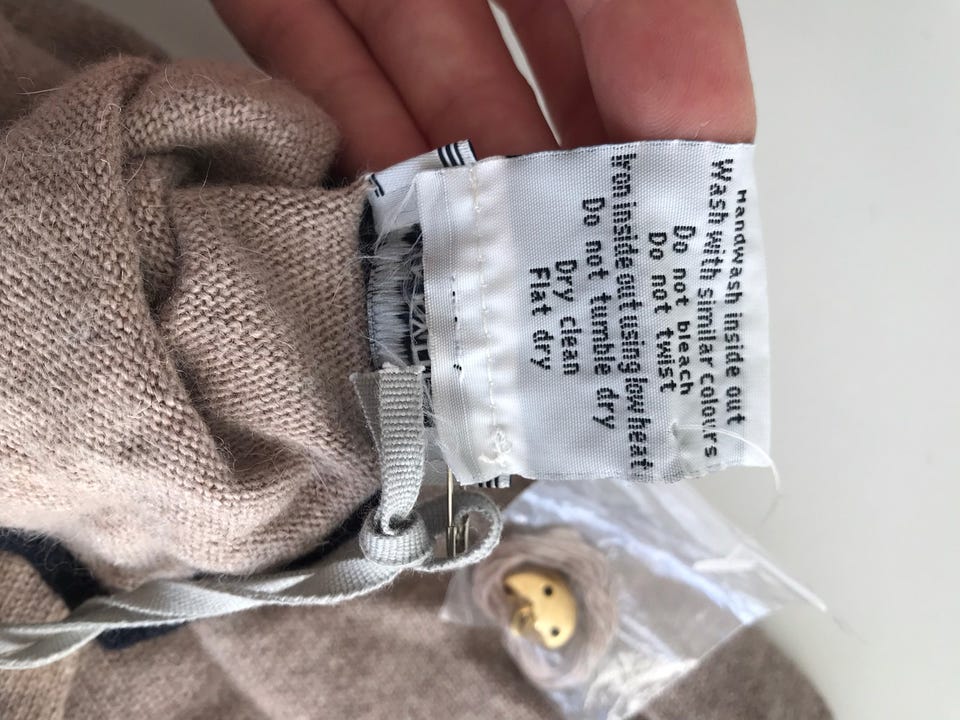 Handwash inside out
Wash with similar colours
Do not bleach
Do not twist
Iron inside out using low heat
Do not tumble dry
Dry clean
Flat dry